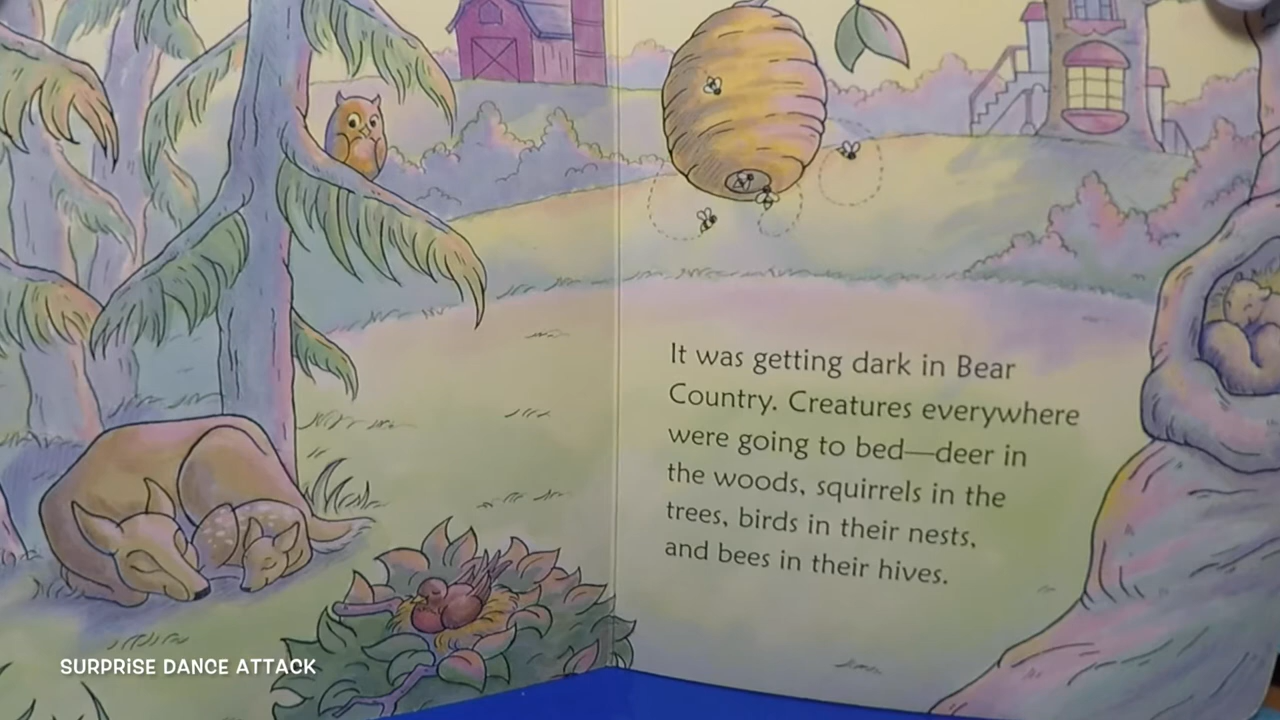 It was getting dark in Bear
Country. Creatures everywhere
were going to bed—deer in
the woods, squirrels in the
trees, birds in their nests,
and bees in their hives.
SURPRiSE DANCE ATTACK